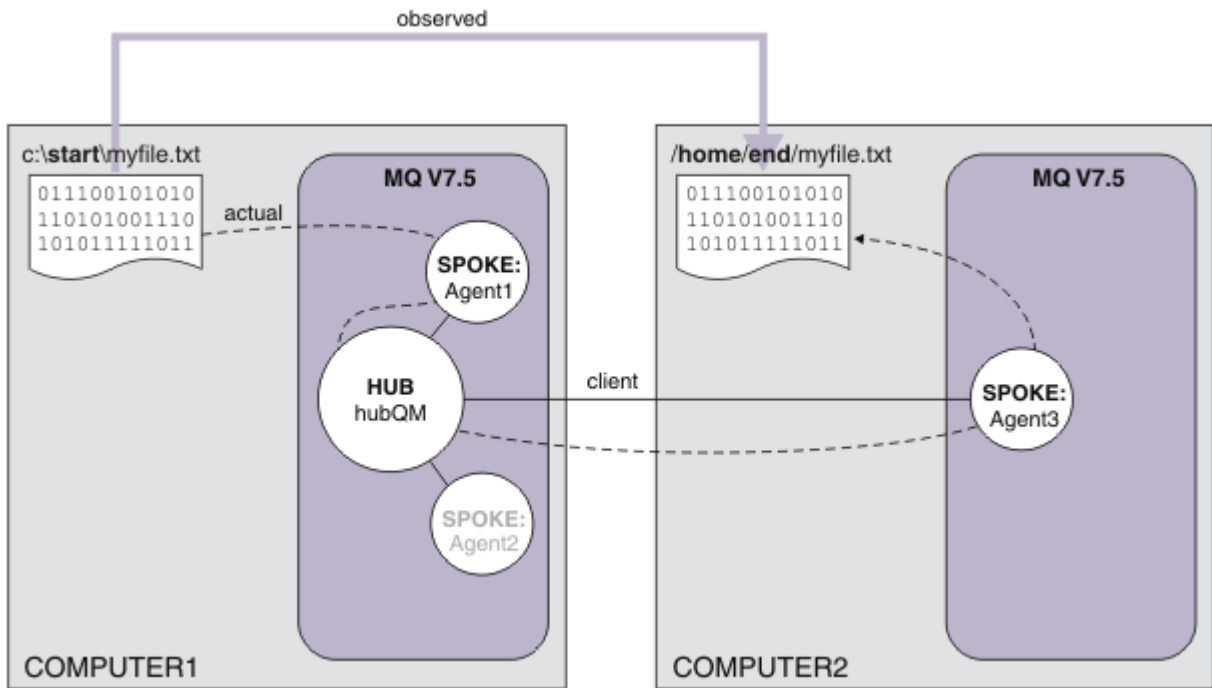 observed
c:\start\myfile.txt
011100101010
110101001110
101011111011
actual
MQ V7.5
SPOKE:
Agent1
HUB
hubQM
SPOKE:
Agent2
COMPUTER1
client
/home/end/myfile.txt
011100101010
110101001110
101011111011
MQ V7.5
SPOKE:
Agent3
COMPUTER2